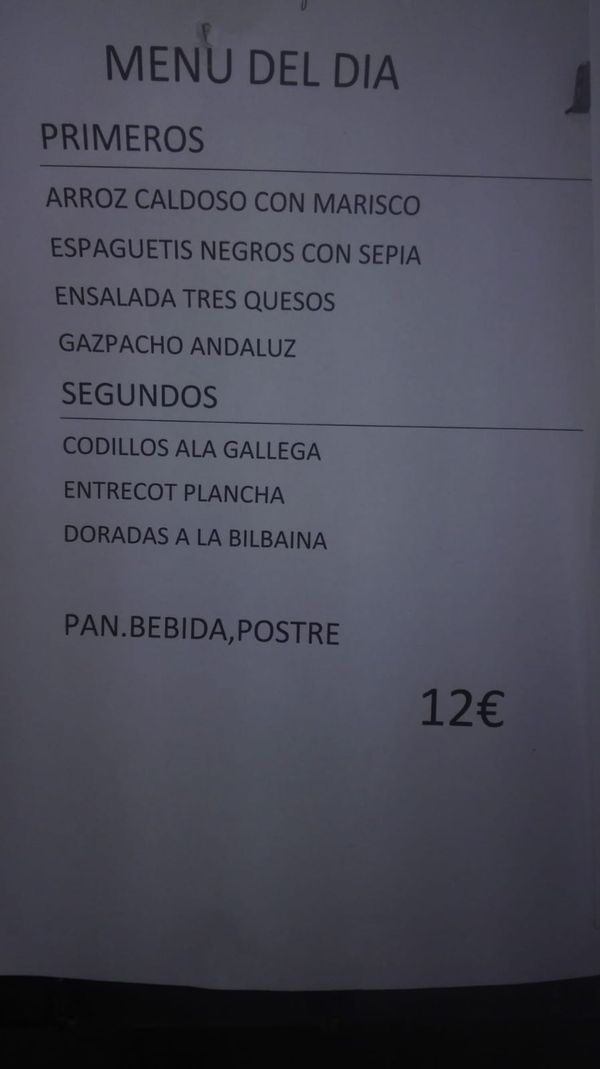 MENU DEL DIA
PRIMEROS
ARROZ CALDOSO CON MARISCO
ESPAGUETIS NEGROS CON SEPIA
ENSALADA TRES QUESOS
GAZPACHO ANDALUZ
SEGUNDOS
CODILLOS ALA GALLEGA
ENTRECOT PLANCHA
DORADAS A LA BILBAINA
PAN.BEBIDA,POSTRE
12€